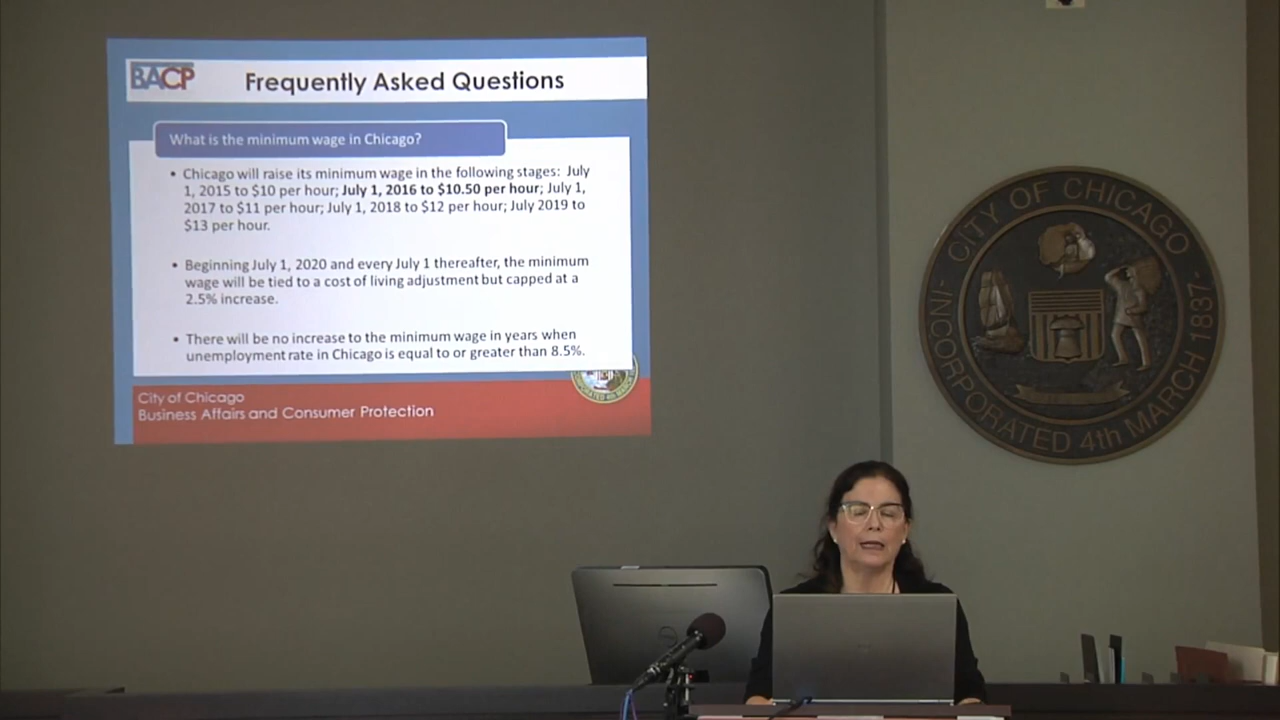 BACP
Frequently Asked Questions
What is the minimum wage in Chicago?
• Chicago will raise its minimum wage in the following stages: July
1, 2015 to $10 per hour; July 1, 2016 to $10.50 per hour; July 1,
2017 to $11 per hour; July 1, 2018 to $12 per hour; July 2019 to
$13 per hour.
• Beginning July 1, 2020 and every July 1 thereafter, the minimum
wage will be tied to a cost of living adjustment but capped at a
2.5% increase.
• There will be no increase to the minimum wage in years when
unemployment rate in Chicago is equal to or greater than 8.5%.
City of Chicago
Business Affairs and Consumer Protection
CITY OF CHICAGO
INCORPORATED 4th MARCH 1837